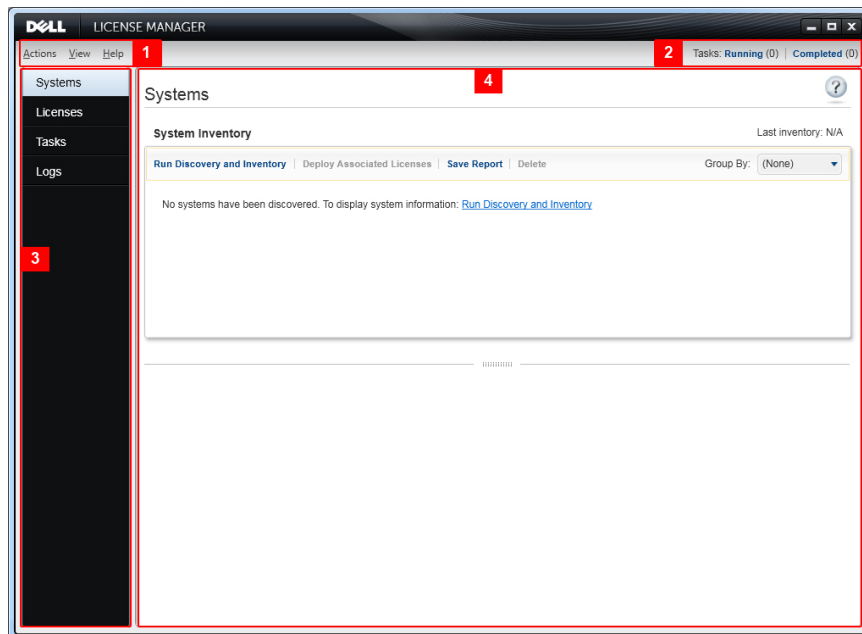 DELL LICENSE MANAGER
Actions View Help 1 2 Tasks: Running (0) | Completed (0)
Systems
Licenses
Tasks
Logs
3
4
Systems
?
System Inventory Last inventory: N/A
Run Discovery and Inventory | Deploy Associated Licenses | Save Report | Delete Group By: (None)
No systems have been discovered. To display system information: Run Discovery and Inventory